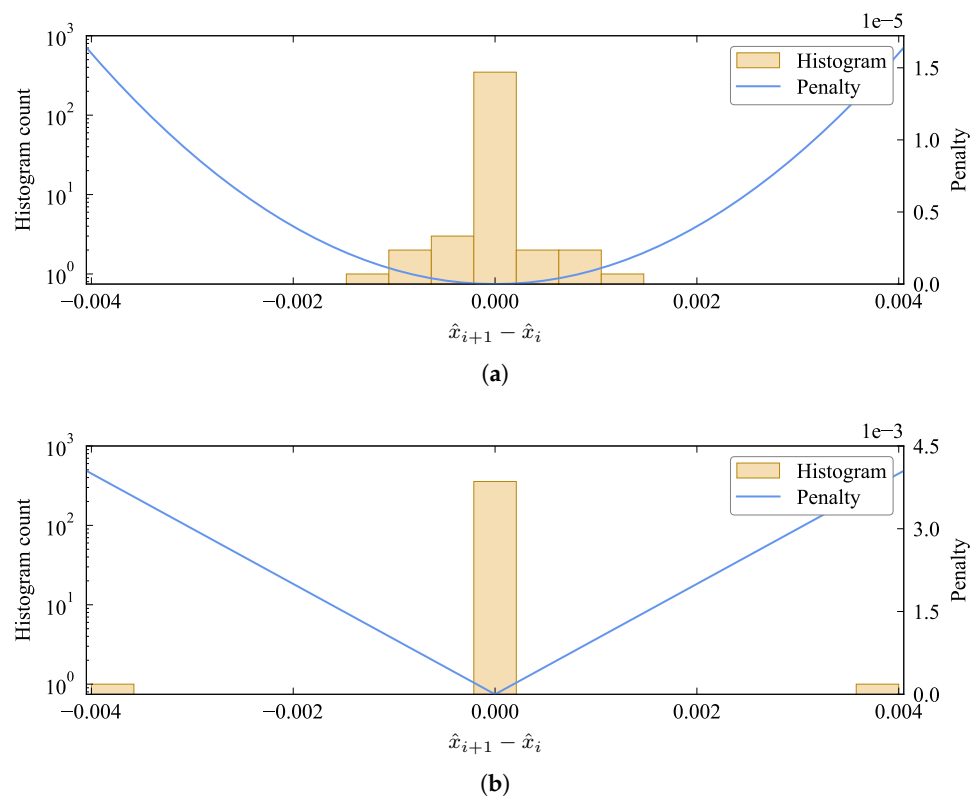 1e−5
10³
10²
10¹
10⁰
Histogram count
Histogram
Penalty
1.5
1.0
0.5
0.0
Penalty
−0.004
−0.002
0.000
0.002
0.004
x̂ᵢ₊₁ − x̂ᵢ
(a)
1e−3
10³
10²
10¹
10⁰
Histogram count
Histogram
Penalty
4.5
3.0
1.5
0.0
Penalty
−0.004
−0.002
0.000
0.002
0.004
x̂ᵢ₊₁ − x̂ᵢ
(b)